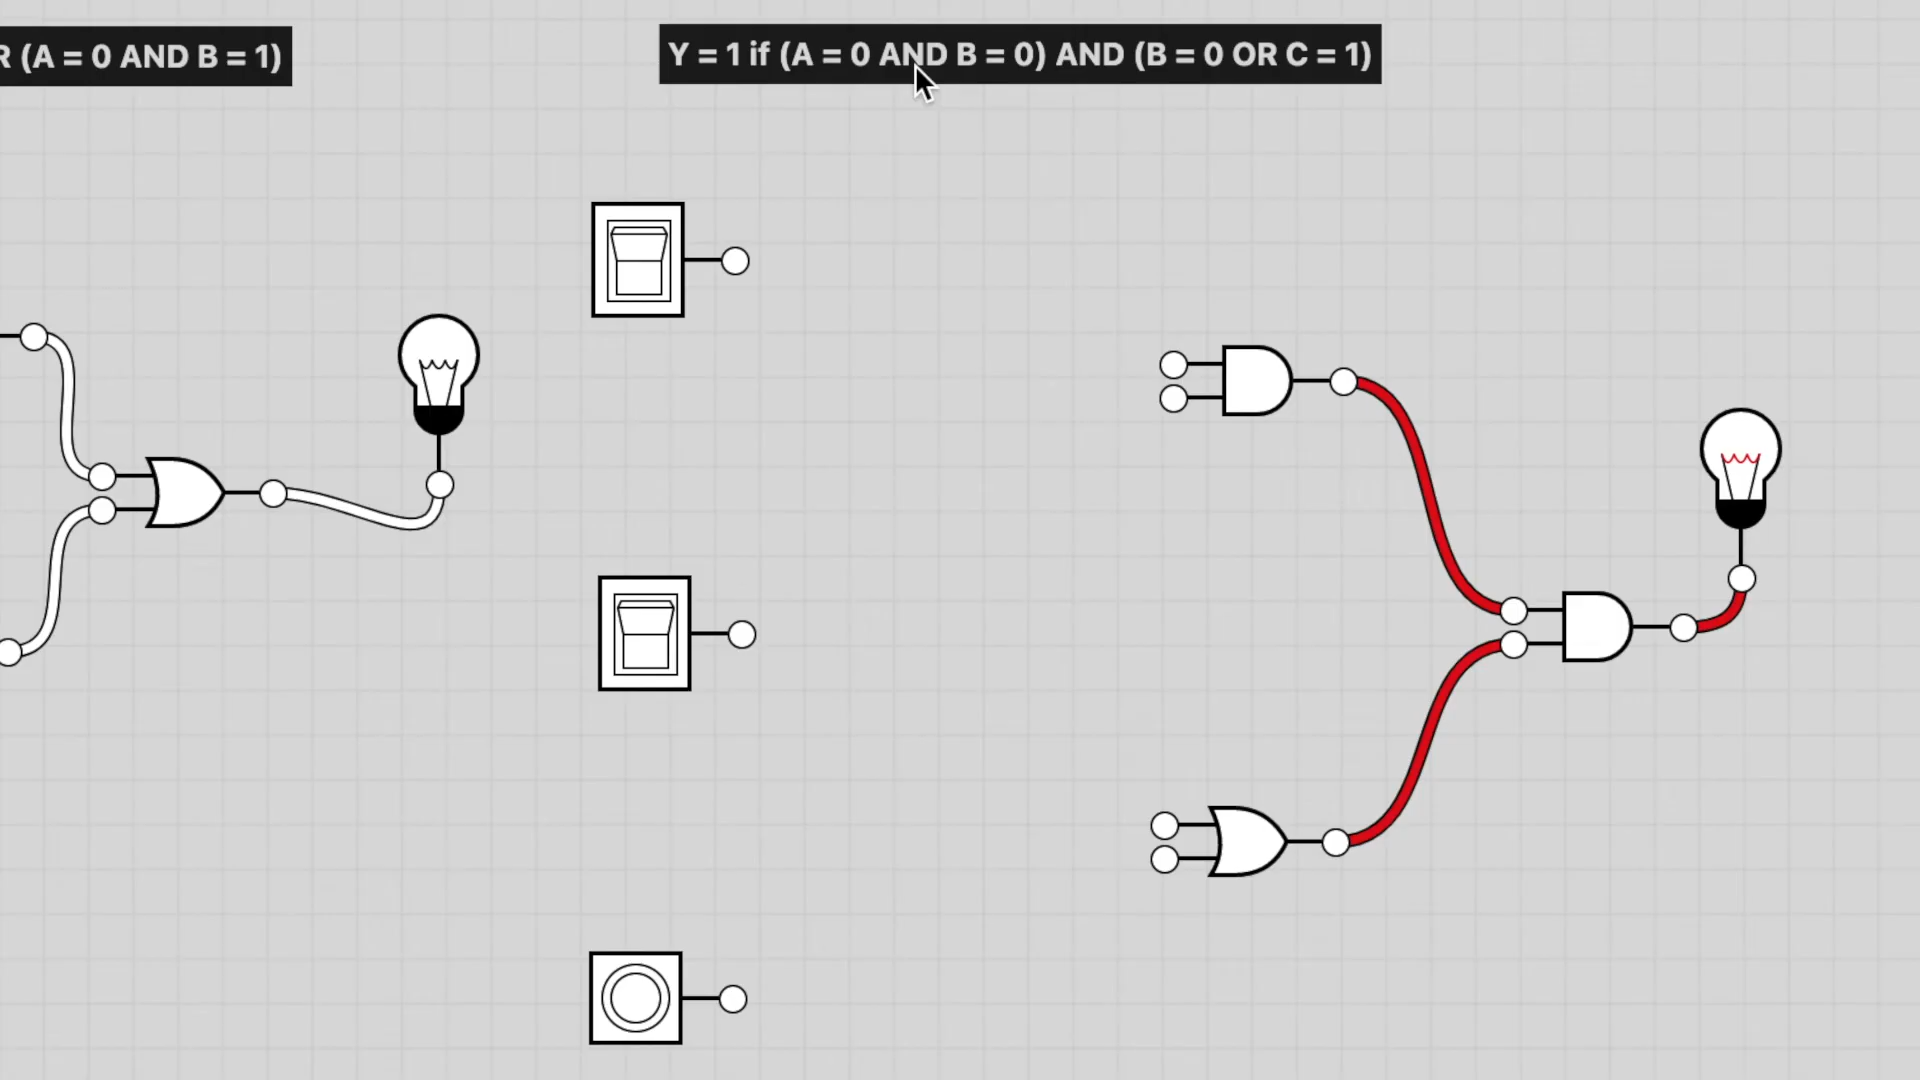 R (A = 0 AND B = 1)
Y = 1 if (A = 0 AND B = 0) AND (B = 0 OR C = 1)